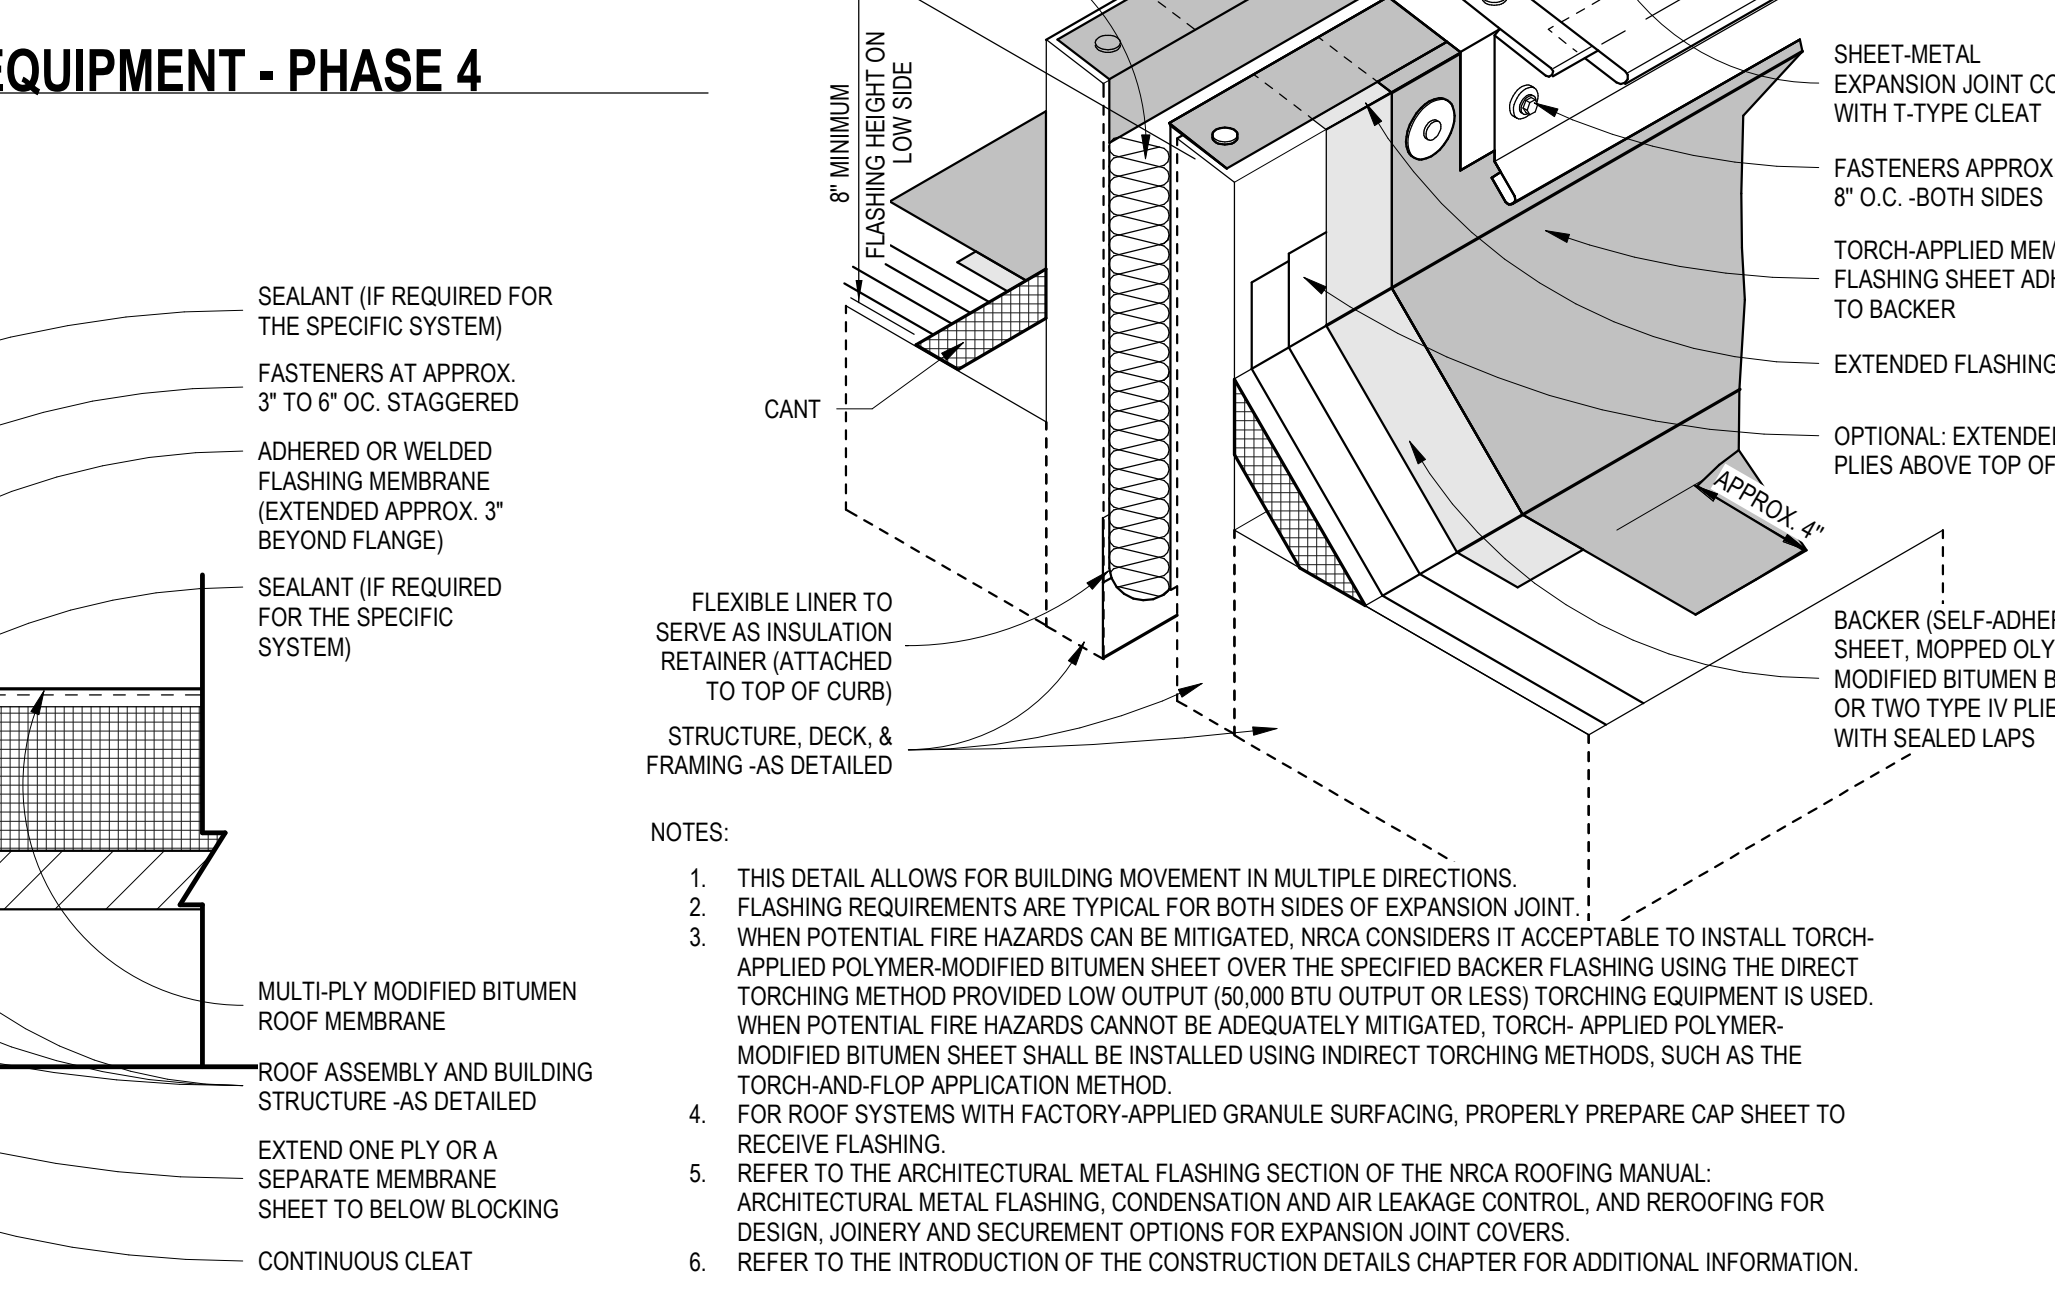 EQUIPMENT - PHASE 4
SEALANT (IF REQUIRED FOR
THE SPECIFIC SYSTEM)
FASTENERS AT APPROX.
3" TO 6" OC. STAGGERED
ADHERED OR WELDED
FLASHING MEMBRANE
(EXTENDED APPROX. 3"
BEYOND FLANGE)
SEALANT (IF REQUIRED
FOR THE SPECIFIC
SYSTEM)
MULTI-PLY MODIFIED BITUMEN
ROOF MEMBRANE
ROOF ASSEMBLY AND BUILDING
STRUCTURE -AS DETAILED
EXTEND ONE PLY OR A
SEPARATE MEMBRANE
SHEET TO BELOW BLOCKING
CONTINUOUS CLEAT
8" MINIMUM
FLASHING HEIGHT ON
LOW SIDE
CANT
FLEXIBLE LINER TO
SERVE AS INSULATION
RETAINER (ATTACHED
TO TOP OF CURB)
STRUCTURE, DECK, &
FRAMING -AS DETAILED
SHEET-METAL
EXPANSION JOINT CO
WITH T-TYPE CLEAT
FASTENERS APPROX
8" O.C. -BOTH SIDES
TORCH-APPLIED MEM
FLASHING SHEET ADH
TO BACKER
EXTENDED FLASHING
OPTIONAL: EXTENDE
PLIES ABOVE TOP OF
APPROX. 4"
BACKER (SELF-ADHE
SHEET, MOPPED OLY
MODIFIED BITUMEN B
OR TWO TYPE IV PLIE
WITH SEALED LAPS
NOTES:
1. THIS DETAIL ALLOWS FOR BUILDING MOVEMENT IN MULTIPLE DIRECTIONS.
2. FLASHING REQUIREMENTS ARE TYPICAL FOR BOTH SIDES OF EXPANSION JOINT.
3. WHEN POTENTIAL FIRE HAZARDS CAN BE MITIGATED, NRCA CONSIDERS IT ACCEPTABLE TO INSTALL TORCH-
APPLIED POLYMER-MODIFIED BITUMEN SHEET OVER THE SPECIFIED BACKER FLASHING USING THE DIRECT
TORCHING METHOD PROVIDED LOW OUTPUT (50,000 BTU OUTPUT OR LESS) TORCHING EQUIPMENT IS USED.
WHEN POTENTIAL FIRE HAZARDS CANNOT BE ADEQUATELY MITIGATED, TORCH- APPLIED POLYMER-
MODIFIED BITUMEN SHEET SHALL BE INSTALLED USING INDIRECT TORCHING METHODS, SUCH AS THE
TORCH-AND-FLOP APPLICATION METHOD.
4. FOR ROOF SYSTEMS WITH FACTORY-APPLIED GRANULE SURFACING, PROPERLY PREPARE CAP SHEET TO
RECEIVE FLASHING.
5. REFER TO THE ARCHITECTURAL METAL FLASHING SECTION OF THE NRCA ROOFING MANUAL:
ARCHITECTURAL METAL FLASHING, CONDENSATION AND AIR LEAKAGE CONTROL, AND REROOFING FOR
DESIGN, JOINERY AND SECUREMENT OPTIONS FOR EXPANSION JOINT COVERS.
6. REFER TO THE INTRODUCTION OF THE CONSTRUCTION DETAILS CHAPTER FOR ADDITIONAL INFORMATION.